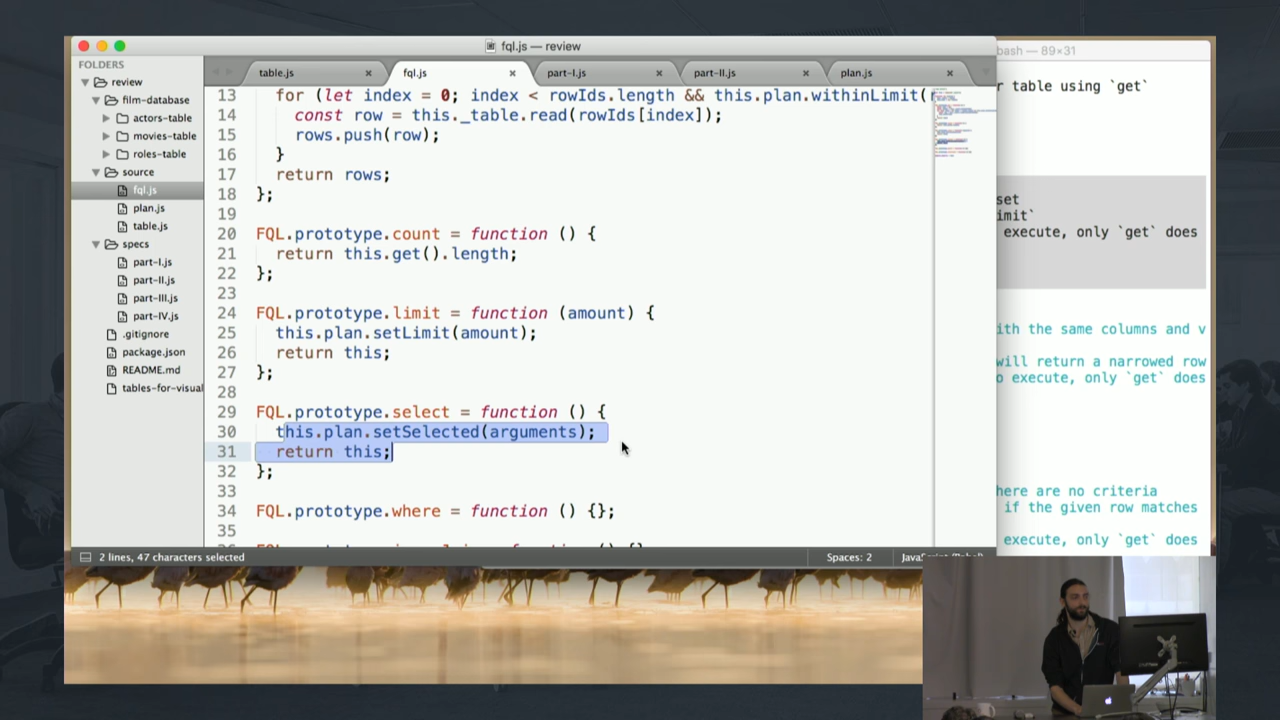 fql.js — review
bash — 89×31
FOLDERS
review
film-database
actors-table
movies-table
roles-table
source
fql.js
plan.js
table.js
specs
part-I.js
part-II.js
part-III.js
part-IV.js
.gitignore
package.json
README.md
tables-for-visual
table.js
fql.js
part-I.js
part-II.js
plan.js
13 for (let index = 0; index < rowIds.length && this.plan.withinLimit(
14 const row = this._table.read(rowIds[index]);
15 rows.push(row);
16 }
17 return rows;
18 };
19
20 FQL.prototype.count = function () {
21 return this.get().length;
22 };
23
24 FQL.prototype.limit = function (amount) {
25 this.plan.setLimit(amount);
26 return this;
27 };
28
29 FQL.prototype.select = function () {
30 this.plan.setSelected(arguments);
31 return this;
32 };
33
34 FQL.prototype.where = function () {};
35
2 lines, 47 characters selected
Spaces: 2
r table using `get`
set
imit`
execute, only `get` does
ith the same columns and v
will return a narrowed row
o execute, only `get` does
here are no criteria
if the given row matches
execute, only `get` does